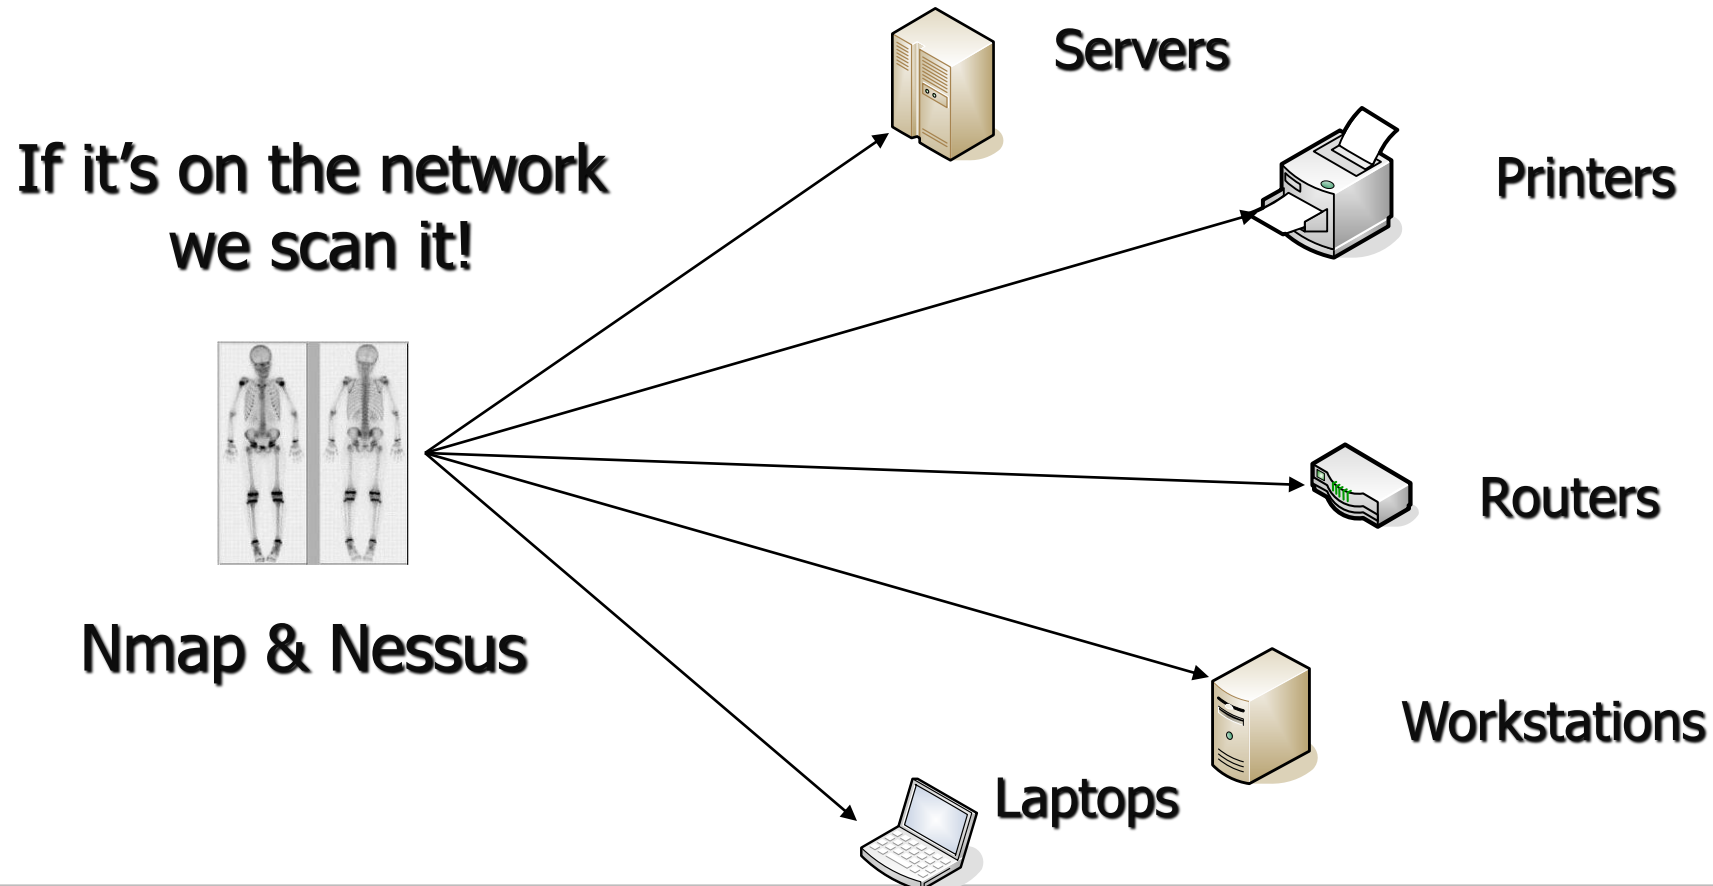 Servers
If it’s on the network
we scan it!
Printers
Routers
Nmap & Nessus
Workstations
Laptops